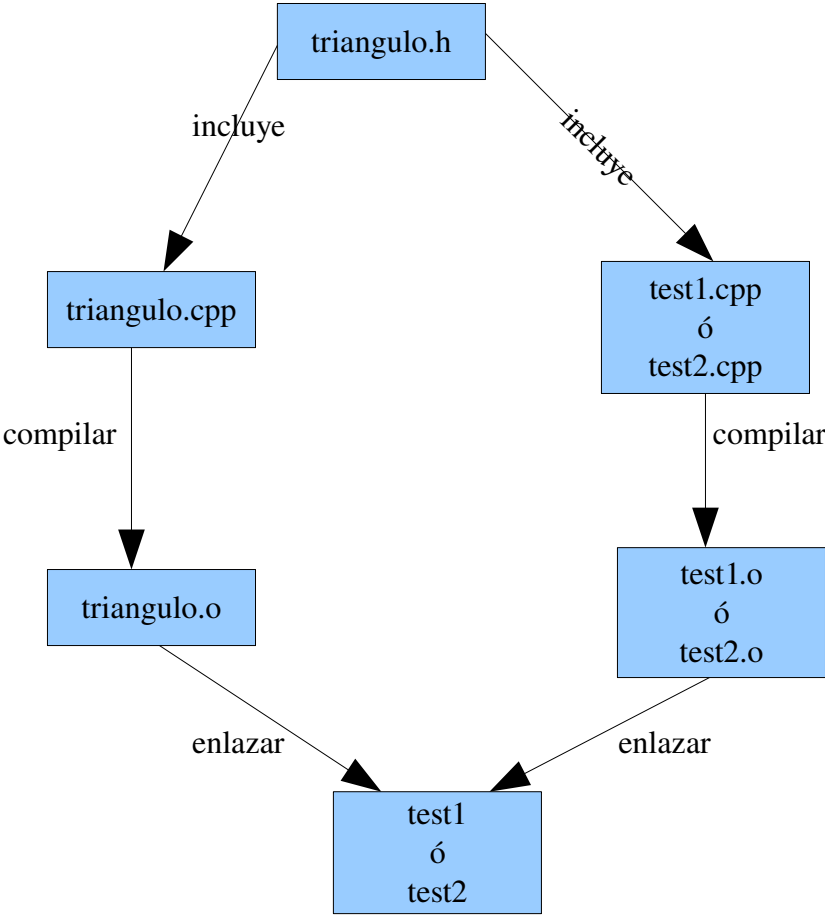 triangulo.h
incluye
incluye
triangulo.cpp
test1.cpp
ó
test2.cpp
compilar
compilar
triangulo.o
test1.o
ó
test2.o
enlazar
enlazar
test1
ó
test2